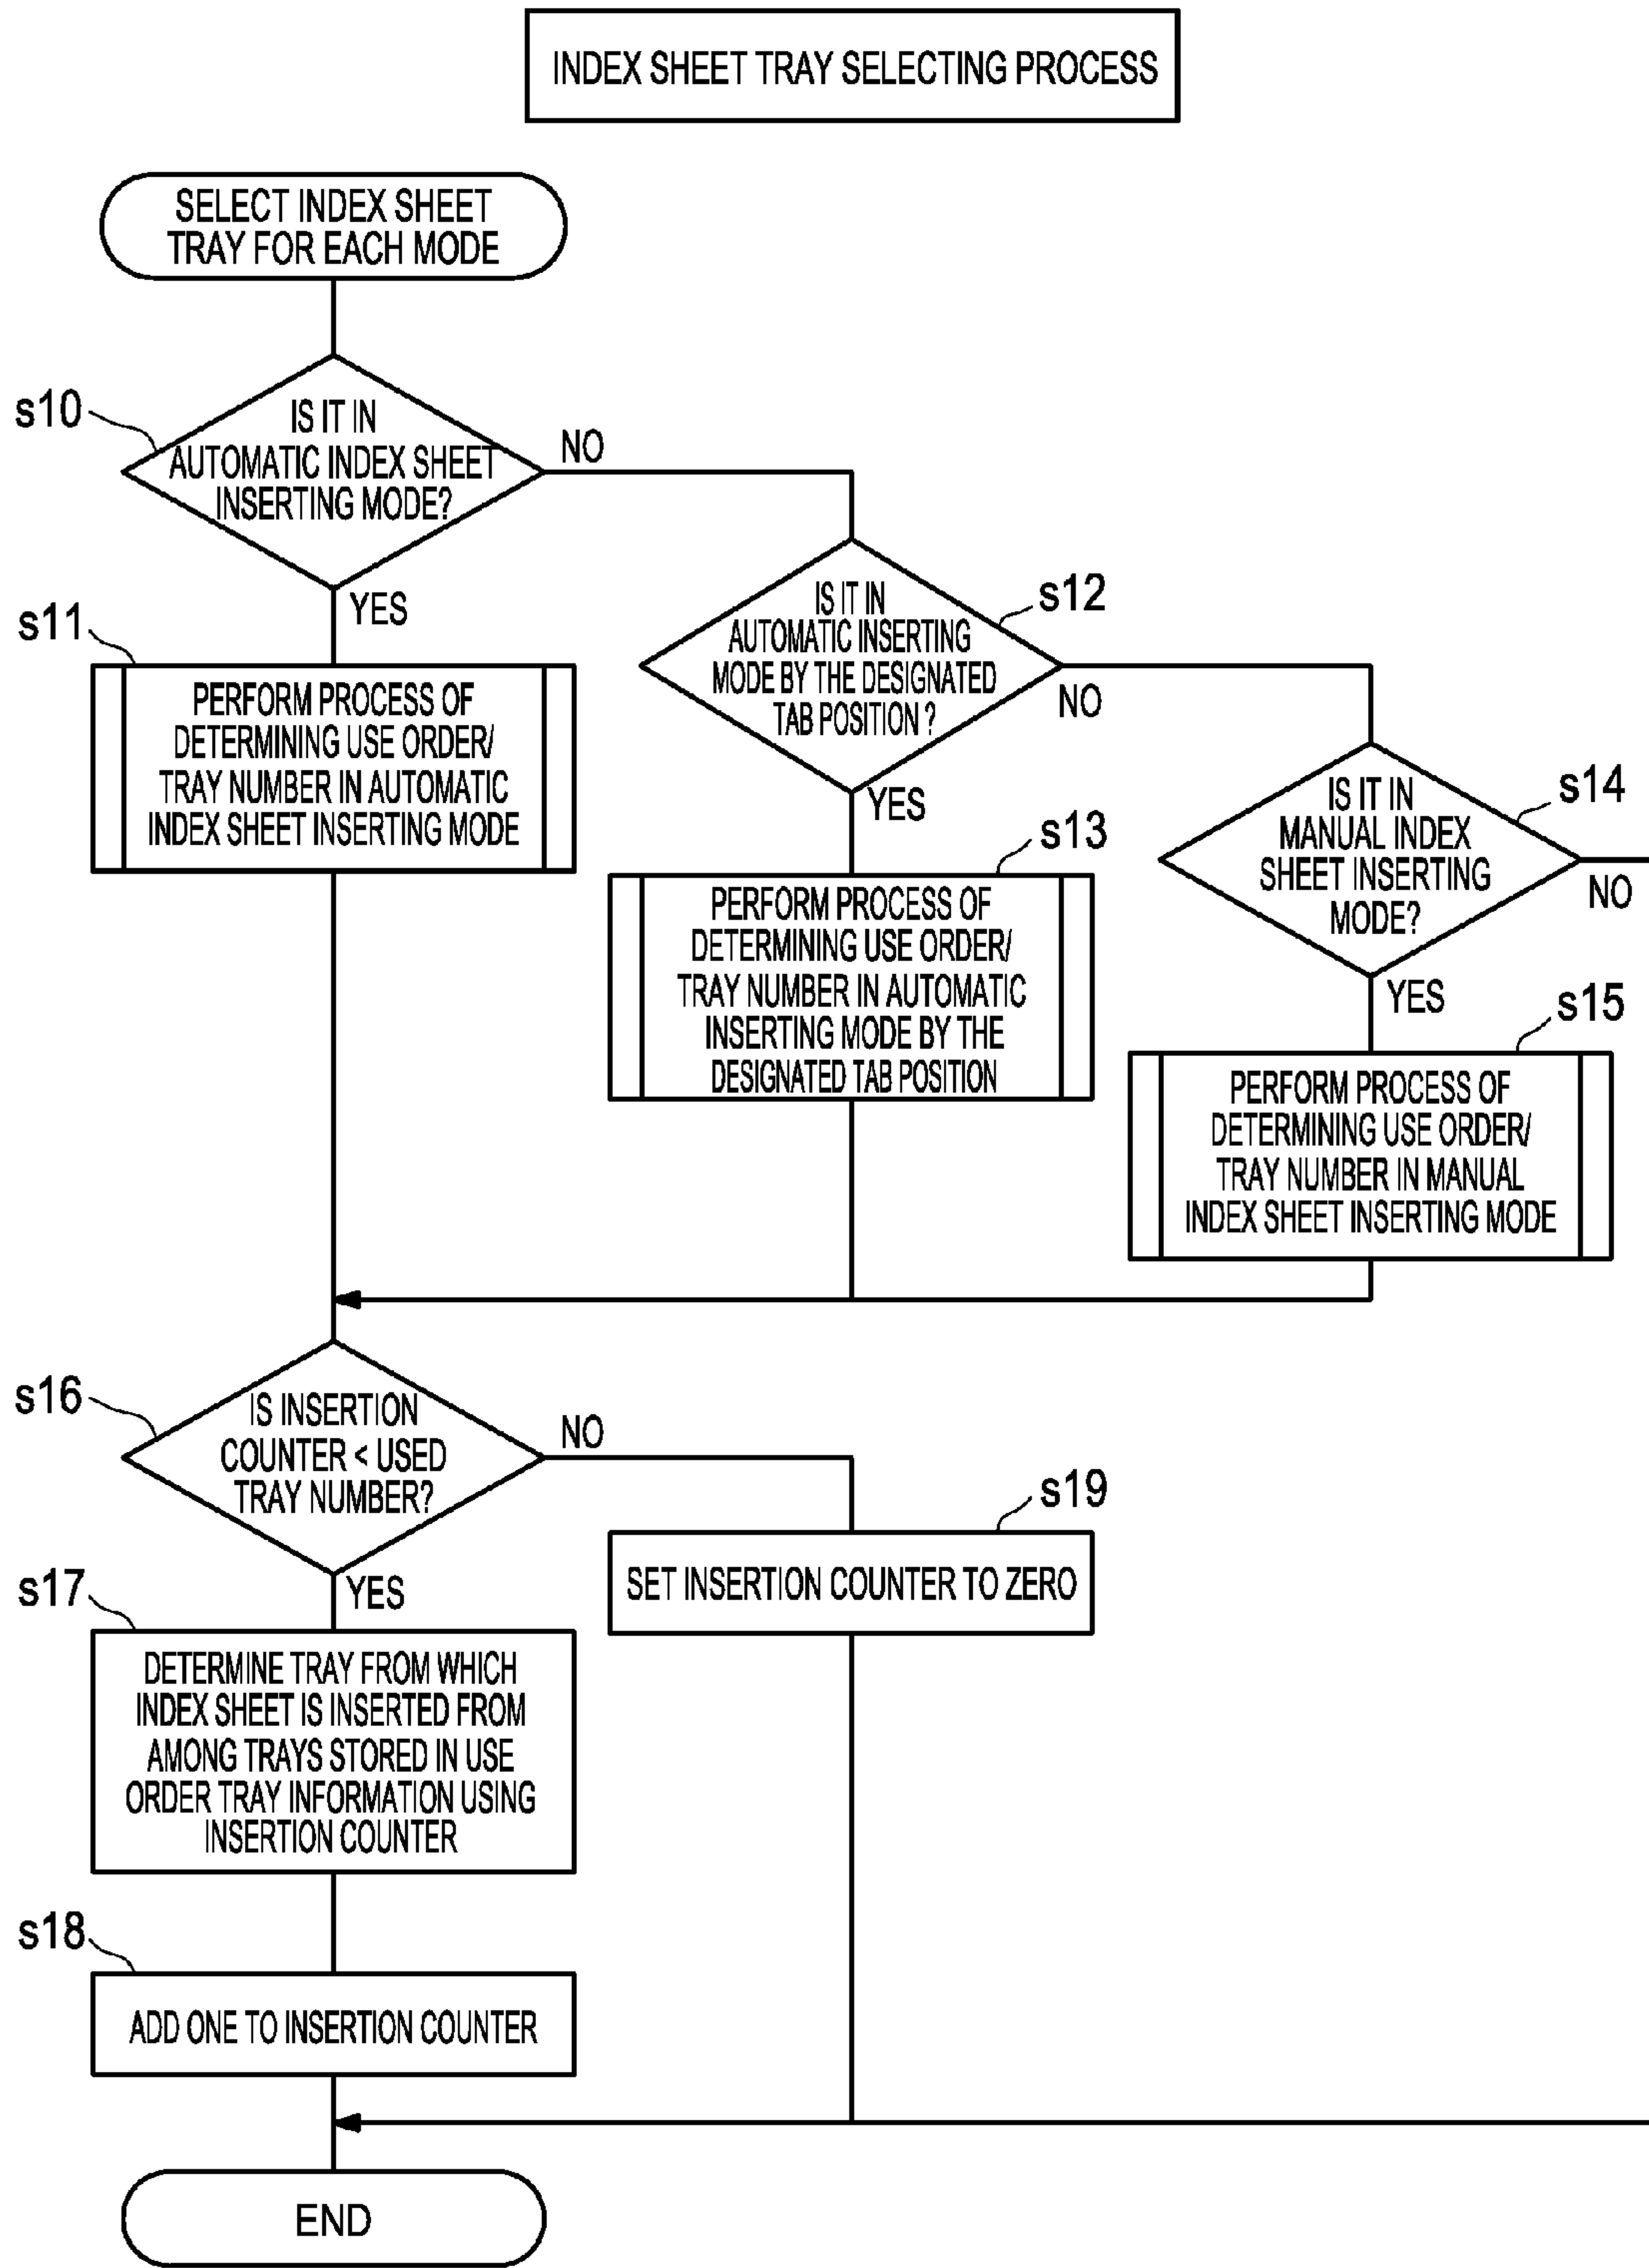 INDEX SHEET TRAY SELECTING PROCESS
SELECT INDEX SHEET
TRAY FOR EACH MODE
s10
IS IT IN
AUTOMATIC INDEX SHEET
INSERTING MODE?
NO
YES
s11
PERFORM PROCESS OF
DETERMINING USE ORDER/
TRAY NUMBER IN AUTOMATIC
INDEX SHEET INSERTING MODE
s12
IS IT IN
AUTOMATIC INSERTING
MODE BY THE DESIGNATED
TAB POSITION ?
NO
YES
s13
PERFORM PROCESS OF
DETERMINING USE ORDER/
TRAY NUMBER IN AUTOMATIC
INSERTING MODE BY THE
DESIGNATED TAB POSITION
s14
IS IT IN
MANUAL INDEX
SHEET INSERTING
MODE?
NO
YES
s15
PERFORM PROCESS OF
DETERMINING USE ORDER/
TRAY NUMBER IN MANUAL
INDEX SHEET INSERTING MODE
s16
IS INSERTION
COUNTER < USED
TRAY NUMBER?
NO
YES
s19
SET INSERTION COUNTER TO ZERO
s17
DETERMINE TRAY FROM WHICH
INDEX SHEET IS INSERTED FROM
AMONG TRAYS STORED IN USE
ORDER TRAY INFORMATION USING
INSERTION COUNTER
s18
ADD ONE TO INSERTION COUNTER
END